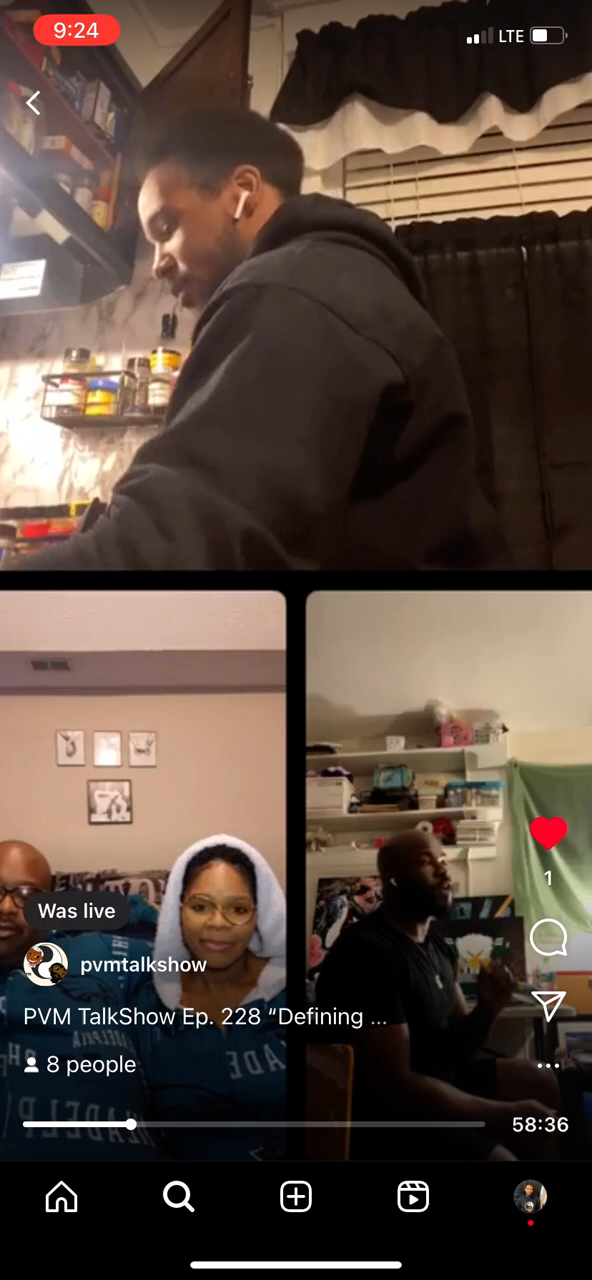 9:24
LTE
Was live
pvmtalkshow
PVM TalkShow Ep. 228 “Defining ...
8 people
1
58:36